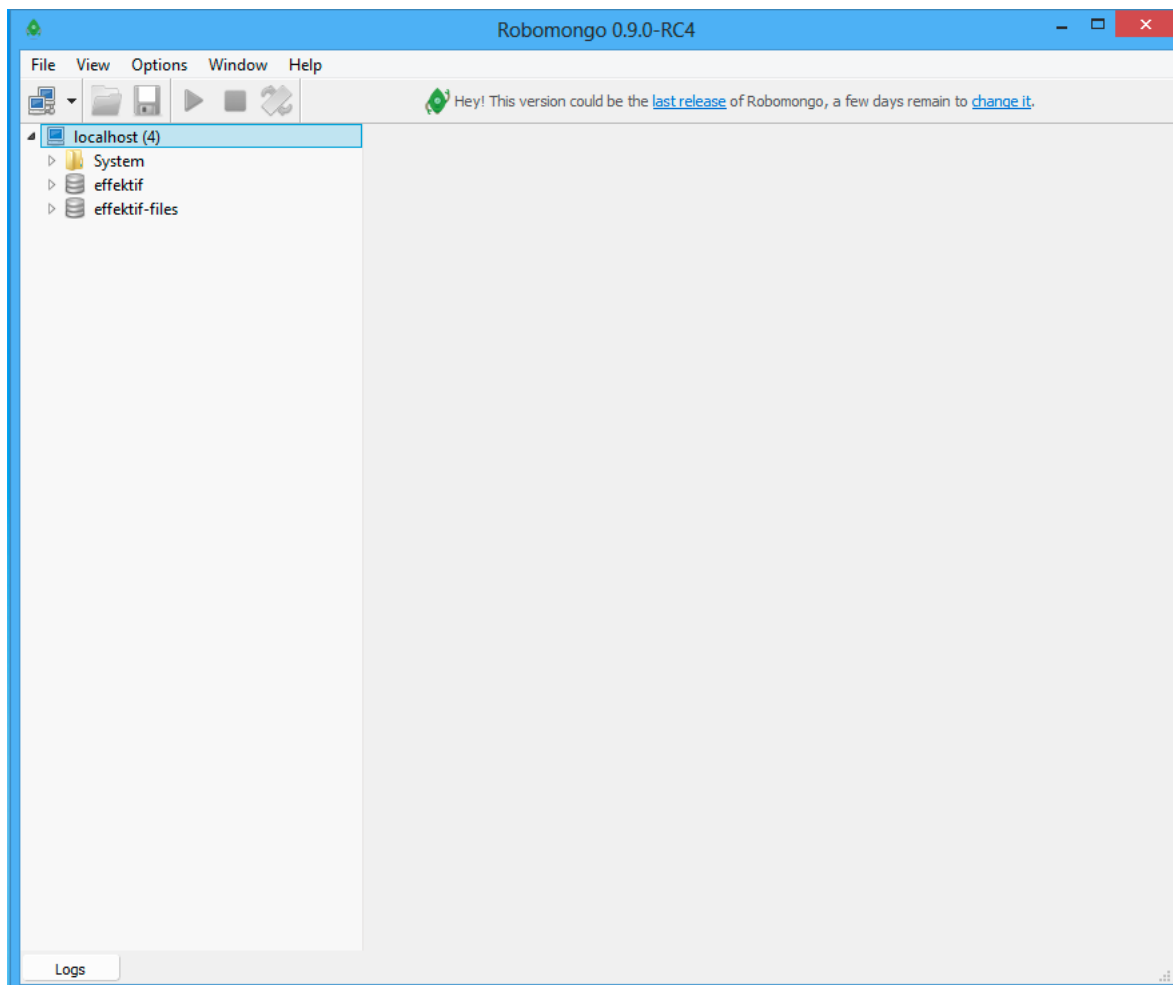 Robomongo 0.9.0-RC4
File View Options Window Help
Hey! This version could be the last release of Robomongo, a few days remain to change it.
localhost (4)
System
effektif
effektif-files
Logs